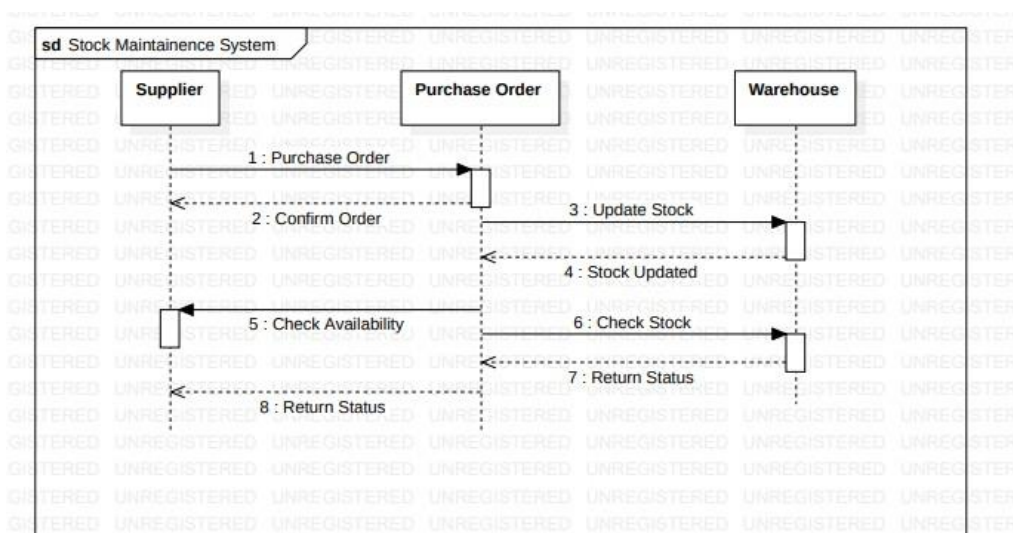 sd Stock Maintainence System
Supplier
Purchase Order
Warehouse
1 : Purchase Order
2 : Confirm Order
3 : Update Stock
4 : Stock Updated
5 : Check Availability
6 : Check Stock
7 : Return Status
8 : Return Status
UNREGISTERED